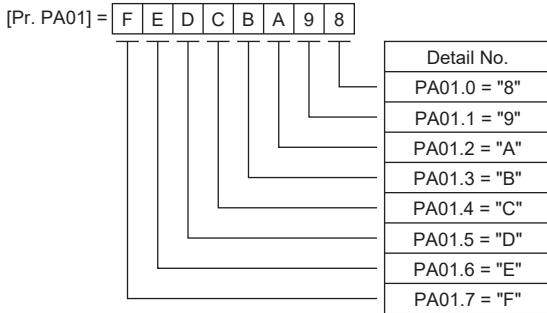 [Pr. PA01] = F E D C B A 9 8
Detail No.
PA01.0 = "8"
PA01.1 = "9"
PA01.2 = "A"
PA01.3 = "B"
PA01.4 = "C"
PA01.5 = "D"
PA01.6 = "E"
PA01.7 = "F"